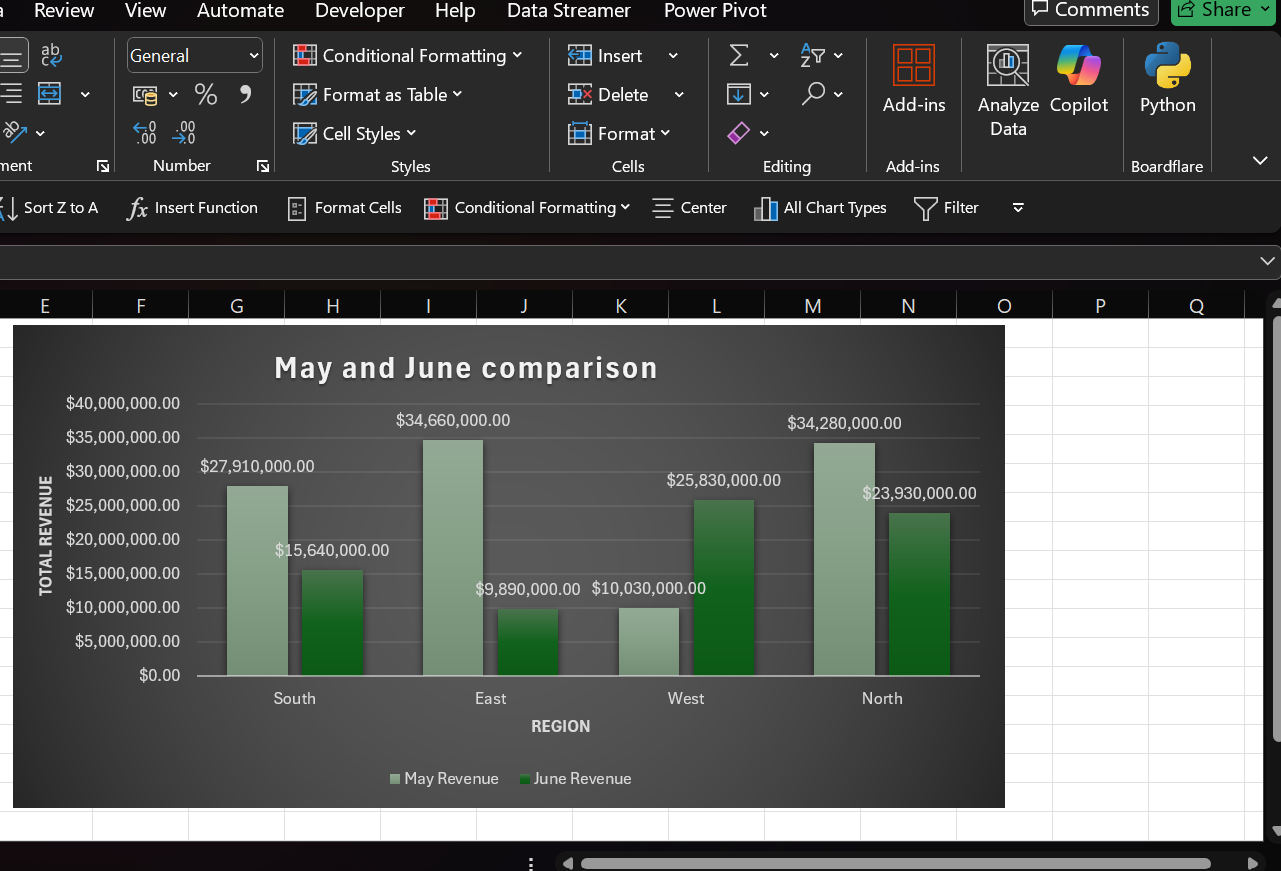 Review View Automate Developer Help Data Streamer Power Pivot Comments Share
ab
c
General
Conditional Formatting
Insert
Format as Table
Delete
Cell Styles
Format
%
,
.00
.00
Add-ins
Analyze
Data
Copilot
Python
Number Styles Cells Editing Add-ins Boardflare
Sort Z to A fx Insert Function Format Cells Conditional Formatting Center All Chart Types Filter
E F G H I J K L M N O P Q
May and June comparison
TOTAL REVENUE
$40,000,000.00
$35,000,000.00
$30,000,000.00
$25,000,000.00
$20,000,000.00
$15,000,000.00
$10,000,000.00
$5,000,000.00
$0.00
$27,910,000.00
$15,640,000.00
$34,660,000.00
$9,890,000.00
$10,030,000.00
$25,830,000.00
$34,280,000.00
$23,930,000.00
South East West North
REGION
May Revenue June Revenue